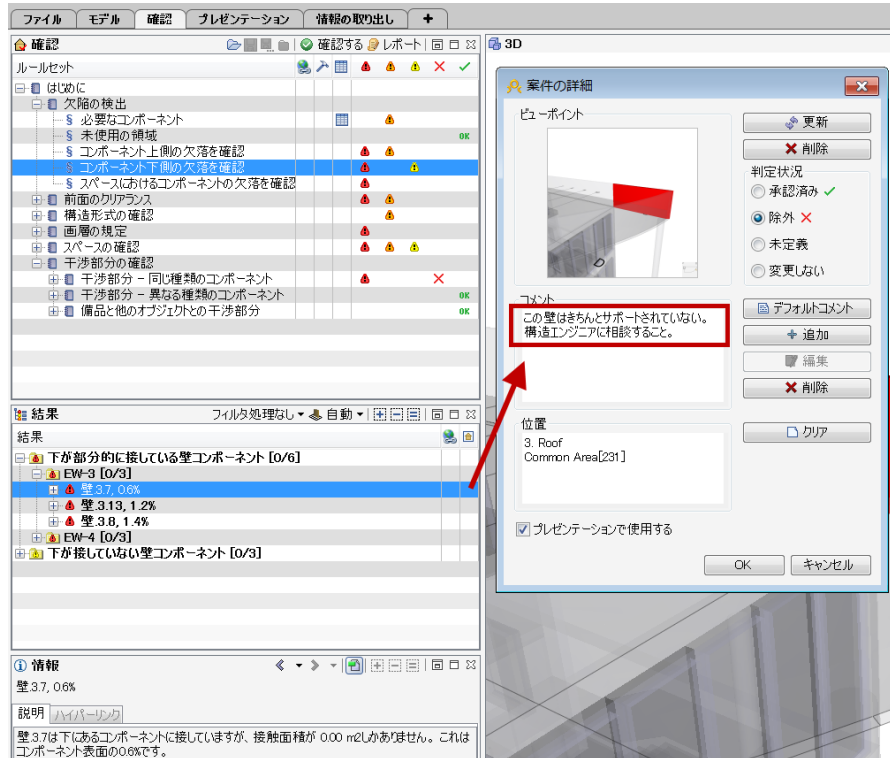 ファイル モデル 確認 プレゼンテーション 情報の取り出し +
確認 確認する レポート
ルールセット
はじめに
欠陥の検出
§ 必要なコンポーネント
§ 未使用の領域 OK
§ コンポーネント上側の欠落を確認
§ コンポーネント下側の欠落を確認
§ スペースにおけるコンポーネントの欠落を確認
前面のクリアランス
構造形式の確認
画層の規定
スペースの確認
干渉部分の確認
干渉部分 - 同じ種類のコンポーネント
干渉部分 - 異なる種類のコンポーネント OK
備品と他のオブジェクトとの干渉部分 OK
結果 フィルタ処理なし 自動
結果
下が部分的に接している壁コンポーネント [0/6]
EW-3 [0/3]
壁.3.7, 0.6%
壁.3.13, 1.2%
壁.3.8, 1.4%
EW-4 [0/3]
下が接していない壁コンポーネント [0/3]
情報
壁.3.7, 0.6%
説明 ハイパーリンク
壁.3.7は下にあるコンポーネントに接していますが、接触面積が 0.00 m2しかありません。これは
コンポーネント表面の0.6%です。
3D
案件の詳細
ビューポイント
更新
削除
判定状況
承認済み
除外
未定義
変更しない
コメント
この壁はきちんとサポートされていない。
構造エンジニアに相談すること。
デフォルトコメント
追加
編集
削除
位置
3. Roof
Common Area[231]
クリア
プレゼンテーションで使用する
OK キャンセル